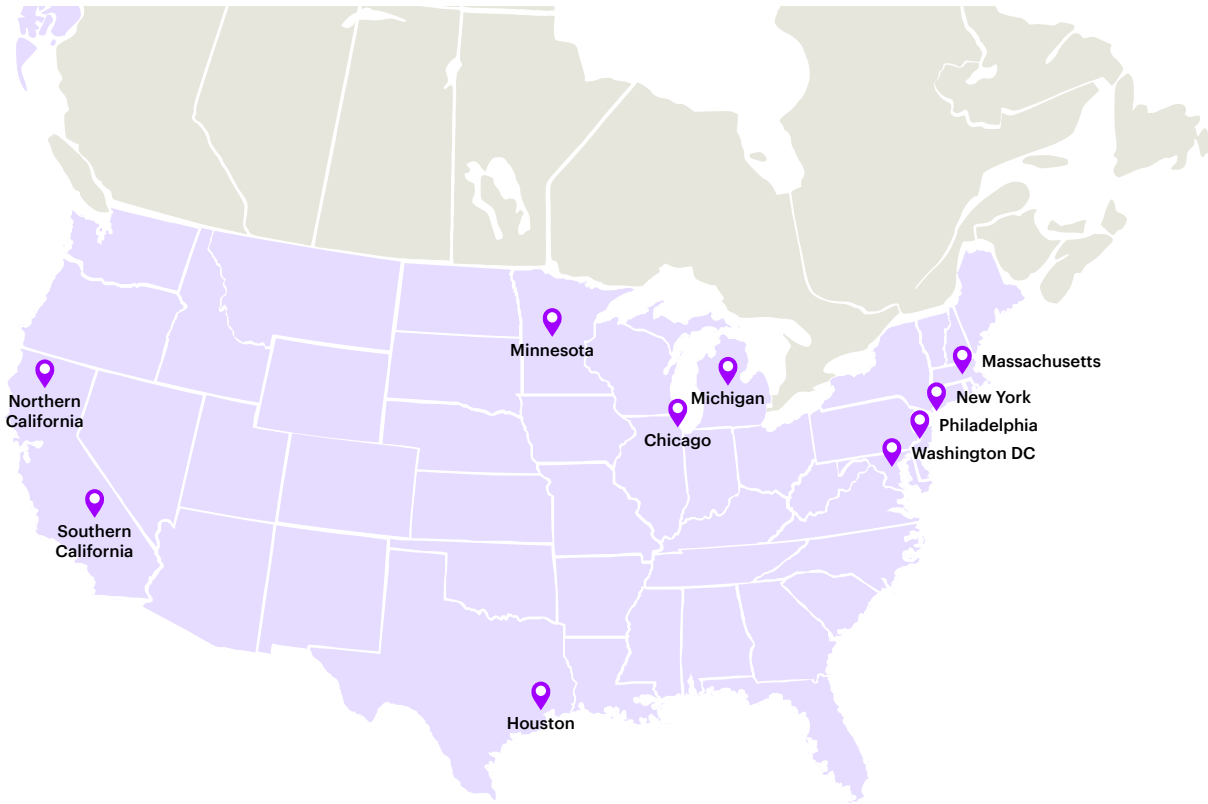 Minnesota
Massachusetts
Michigan
New York
Northern
California
Philadelphia
Chicago
Washington DC
Southern
California
Houston